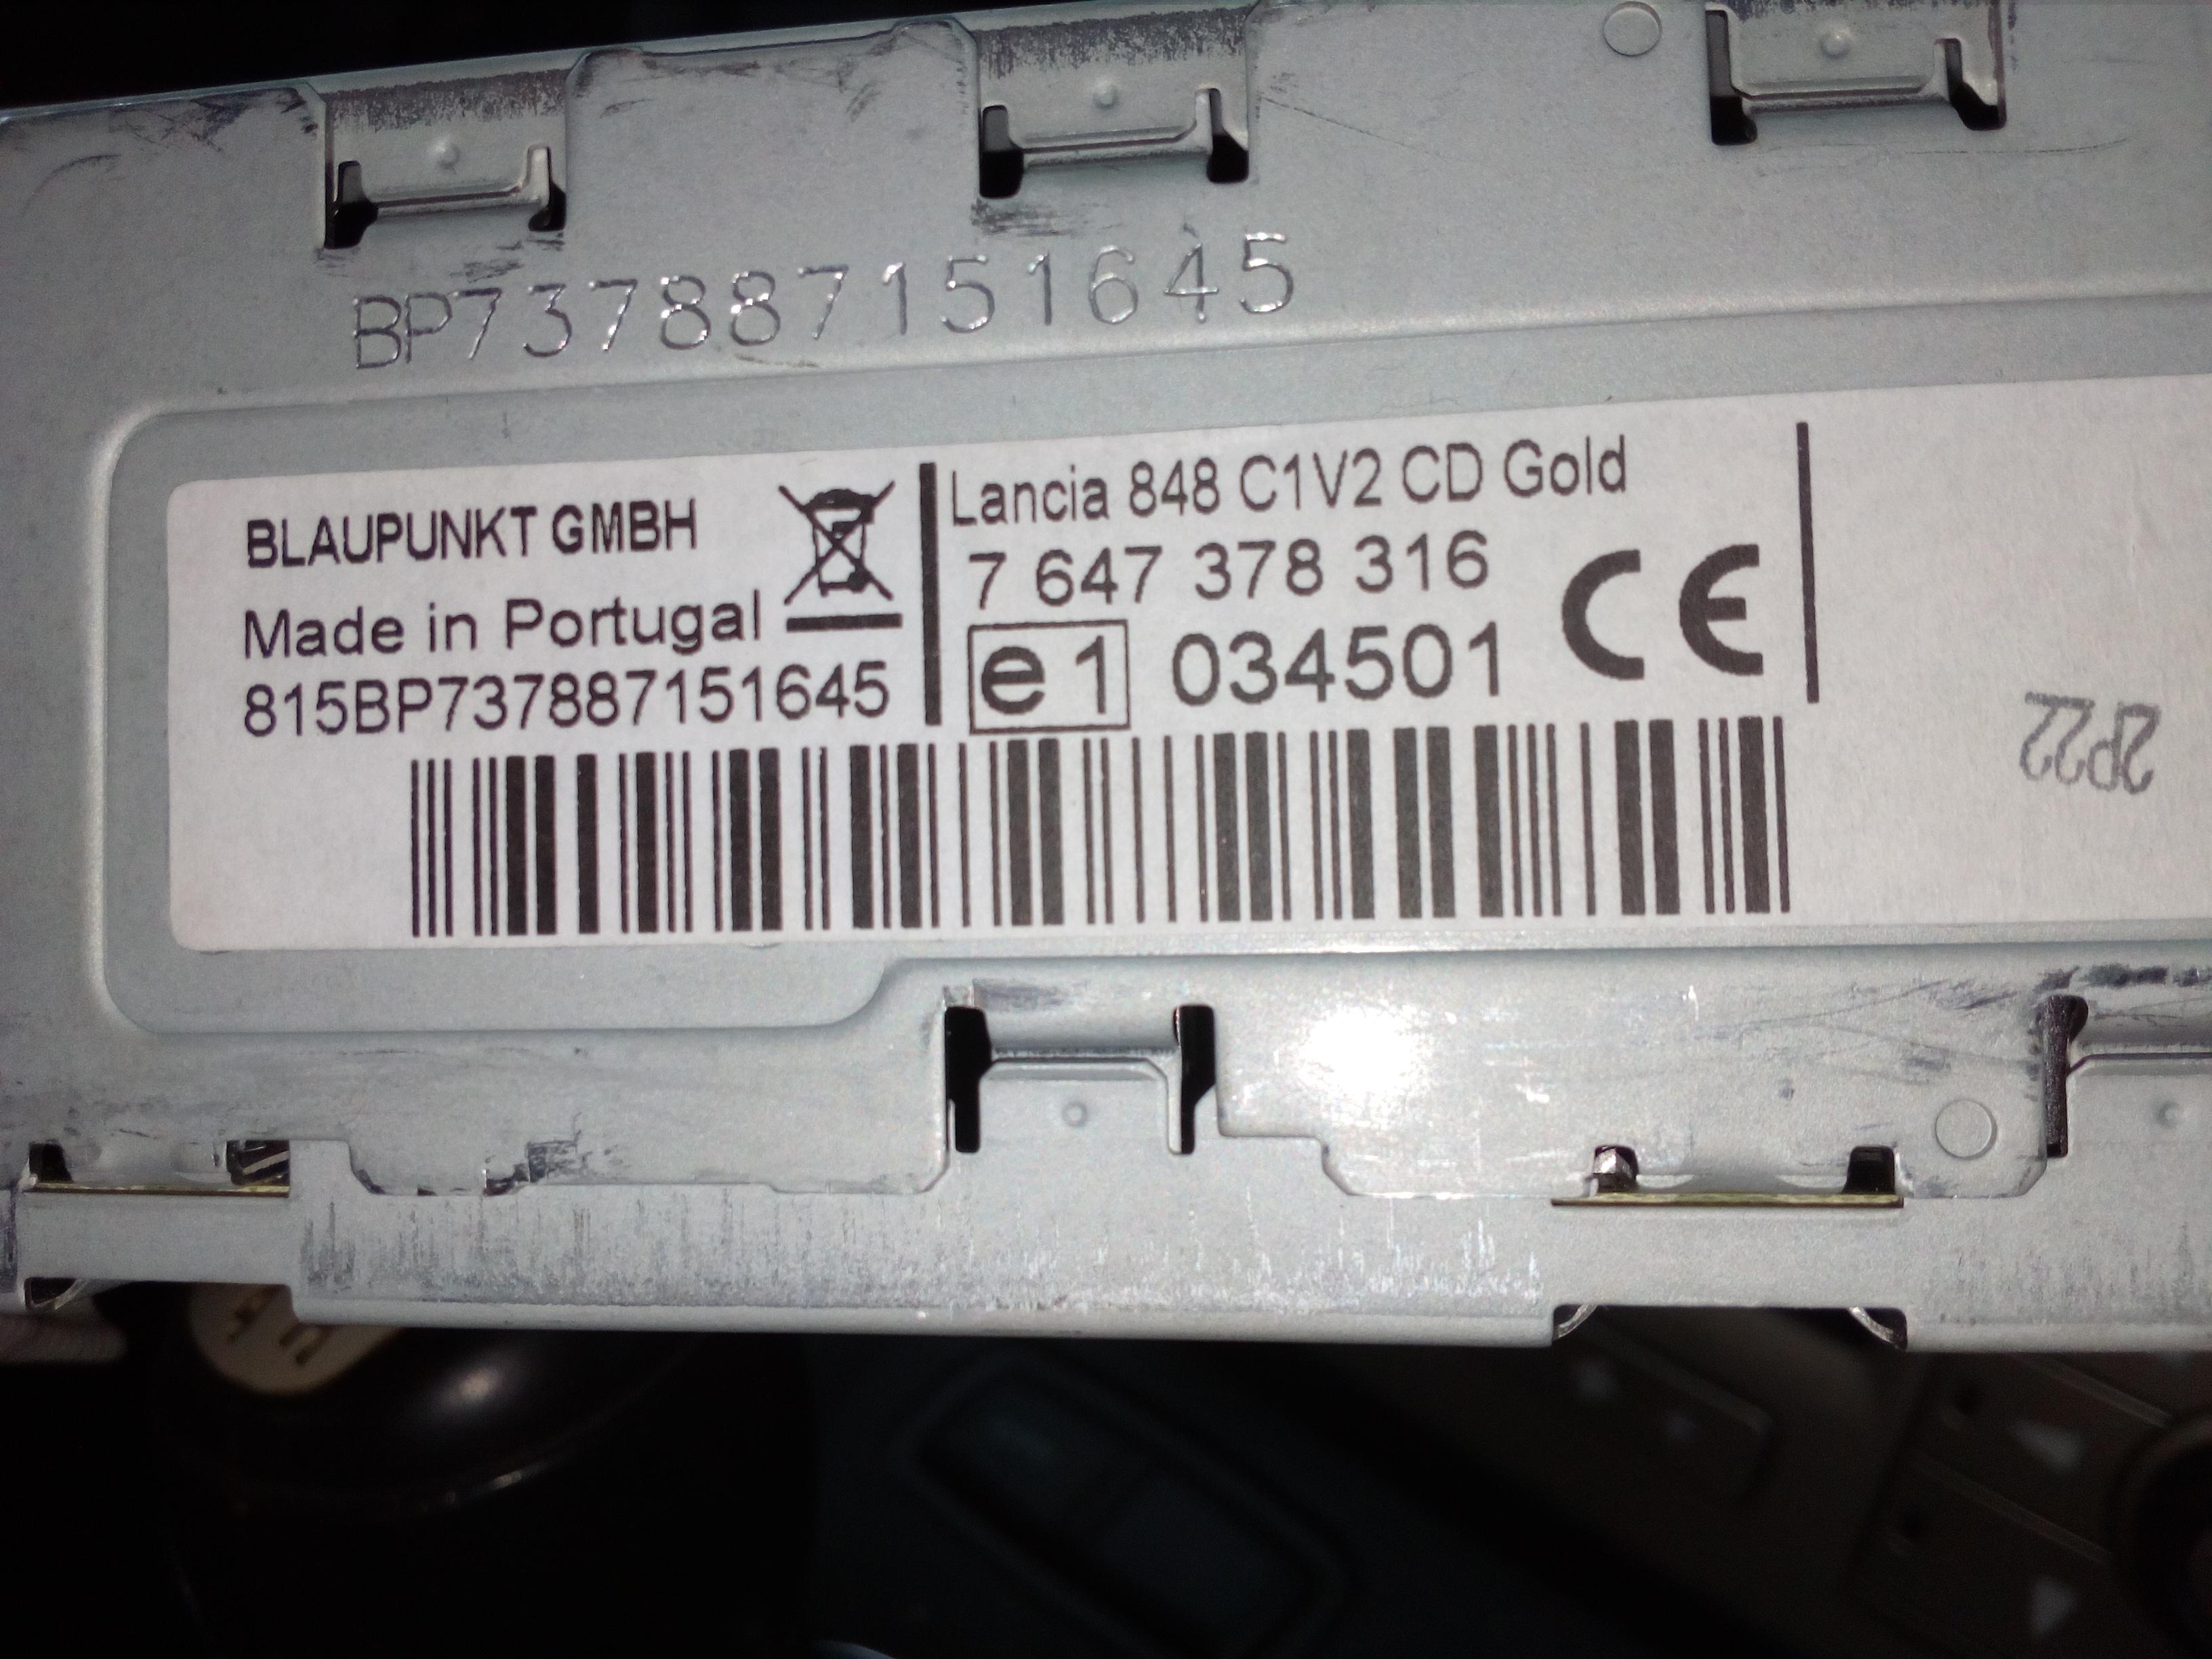 BP737887151645
BLAUPUNKT GMBH
Made in Portugal
815BP737887151645
Lancia 848 C1V2 CD Gold
7 647 378 316
e1 034501 CE
2P22